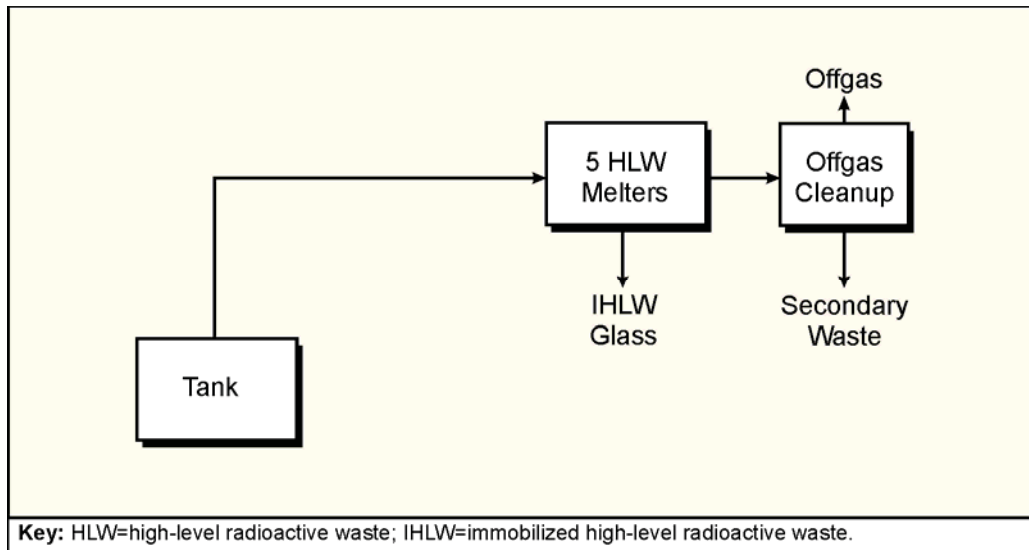 Offgas
5 HLW
Melters
Offgas
Cleanup
IHLW
Glass
Secondary
Waste
Tank
Key: HLW=high-level radioactive waste; IHLW=immobilized high-level radioactive waste.